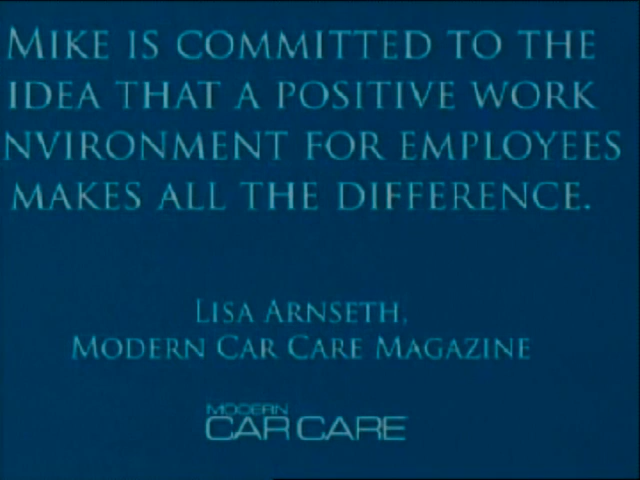 MIKE IS COMMITTED TO THE
IDEA THAT A POSITIVE WORK
NVIRONMENT FOR EMPLOYEES
MAKES ALL THE DIFFERENCE.
LISA ARNSETH,
MODERN CAR CARE MAGAZINE
MODERN
CAR CARE